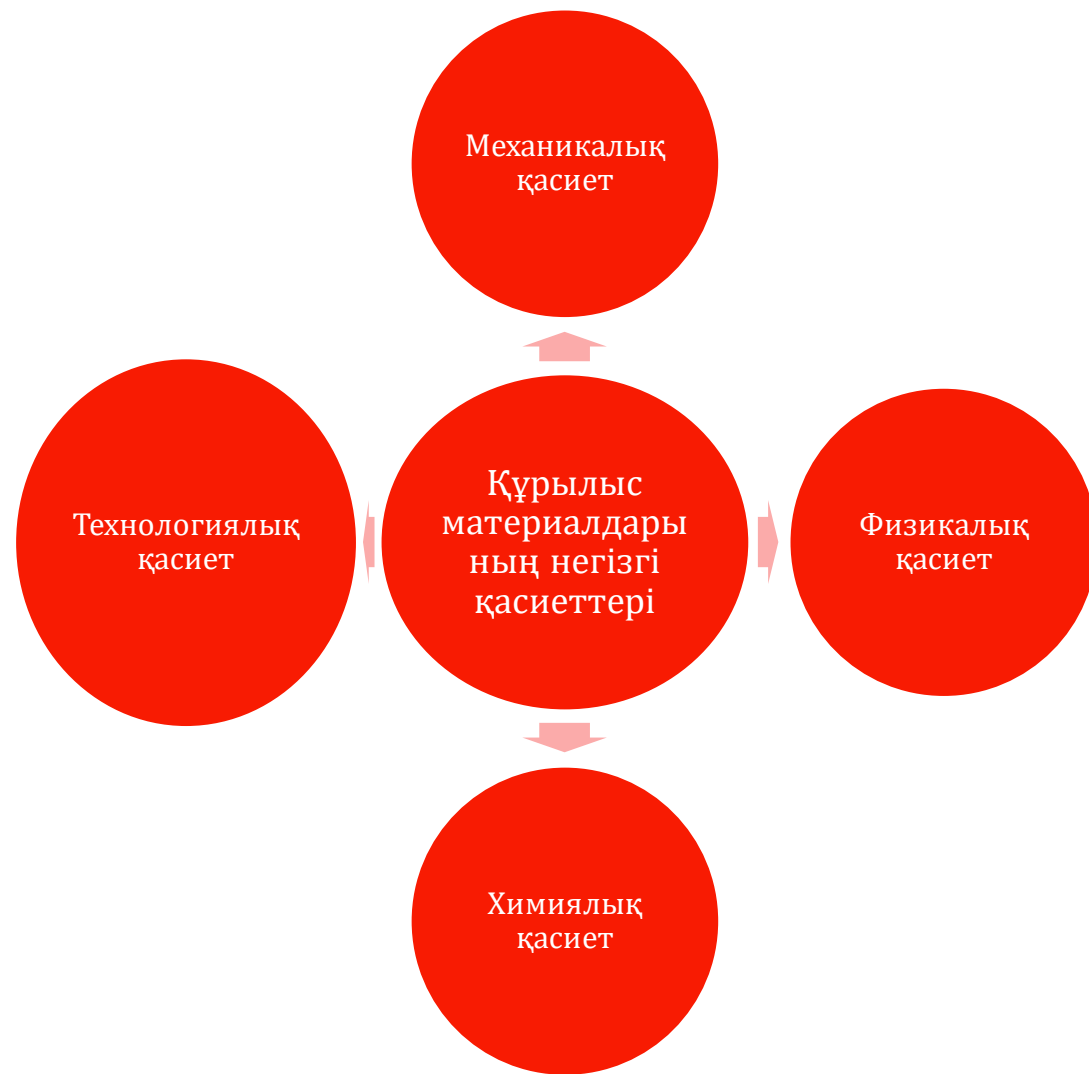 Механикалық
қасиет
Технологиялық
қасиет
Құрылыс
материалдары
ның негізгі
қасиеттері
Физикалық
қасиет
Химиялық
қасиет